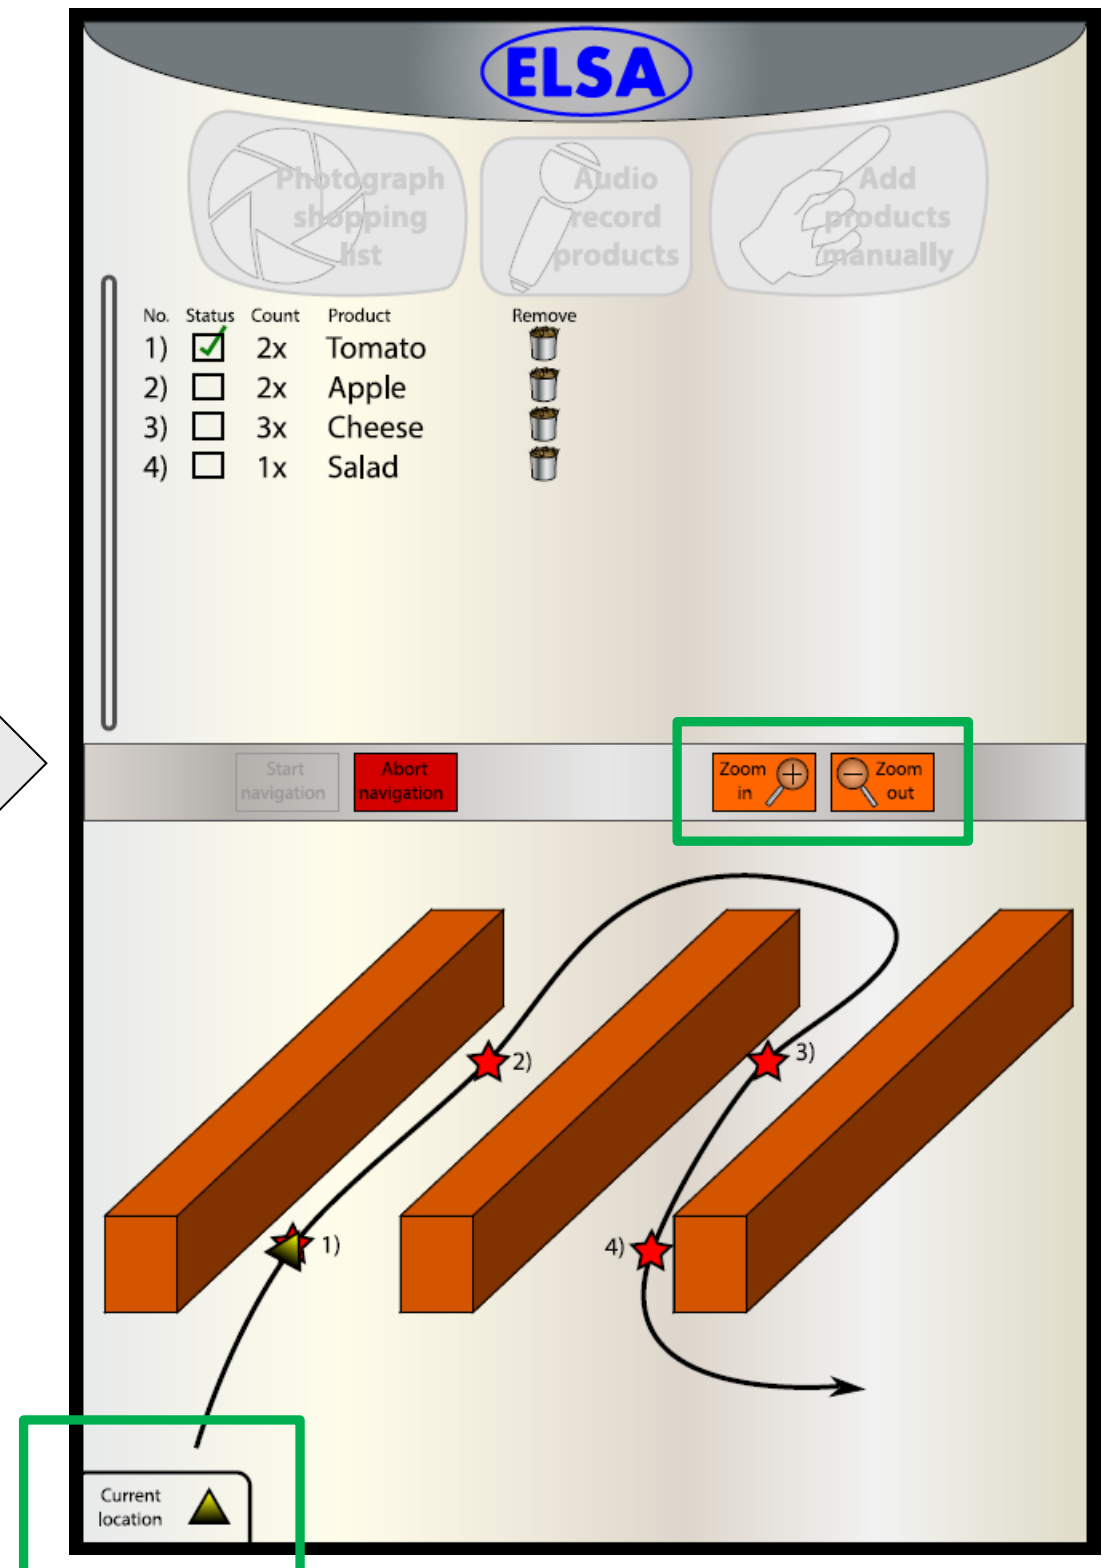 ELSA
Photograph
shopping
list
Audio
record
products
Add
products
manually
No. Status Count Product Remove
1) 2x Tomato
2) 2x Apple
3) 3x Cheese
4) 1x Salad
Start
navigation
Abort
navigation
Zoom
in
Zoom
out
2)
3)
1)
4)
Current
location